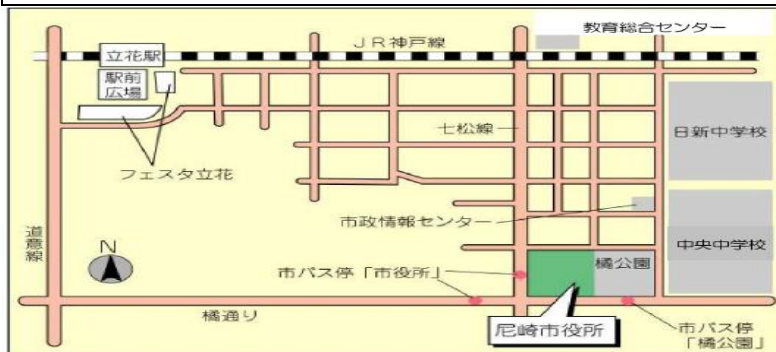 教育総合センター
JR神戸線
立花駅
駅前
広場
七松線
日新中学校
フェスタ立花
市政情報センター
道意線
N
中央中学校
橘公園
市バス停「市役所」
橘通り
尼崎市役所
市バス停
「橘公園」